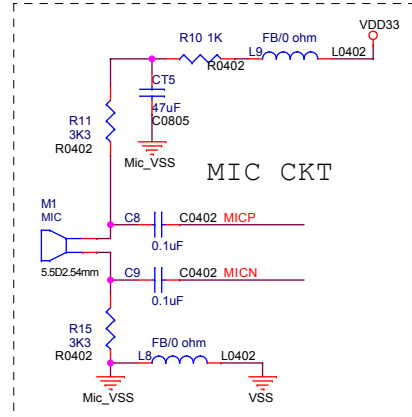 VDD33
R10 1K
R0402
L9
FB/0 ohm
L0402
CT5
47uF
C0805
R11
3K3
R0402
Mic_VSS
MIC CKT
M1
MIC
C8
C0402
MICP
0.1uF
5.5D2.54mm
C9
C0402
MICN
0.1uF
R15
3K3
R0402
FB/0 ohm
L8
L0402
Mic_VSS
VSS